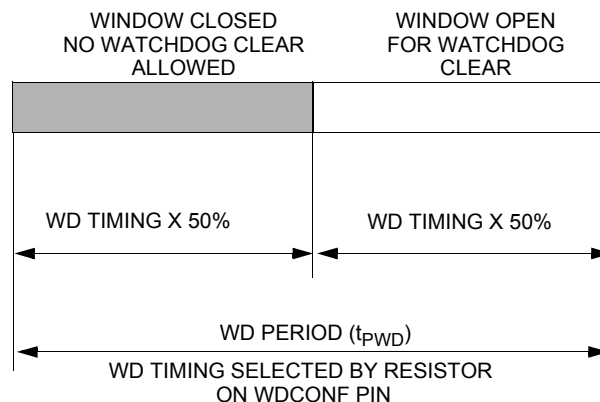 WINDOW CLOSED
NO WATCHDOG CLEAR
ALLOWED
WINDOW OPEN
FOR WATCHDOG
CLEAR
WD TIMING X 50%
WD TIMING X 50%
WD PERIOD (tPWD)
WD TIMING SELECTED BY RESISTOR
ON WDCONF PIN